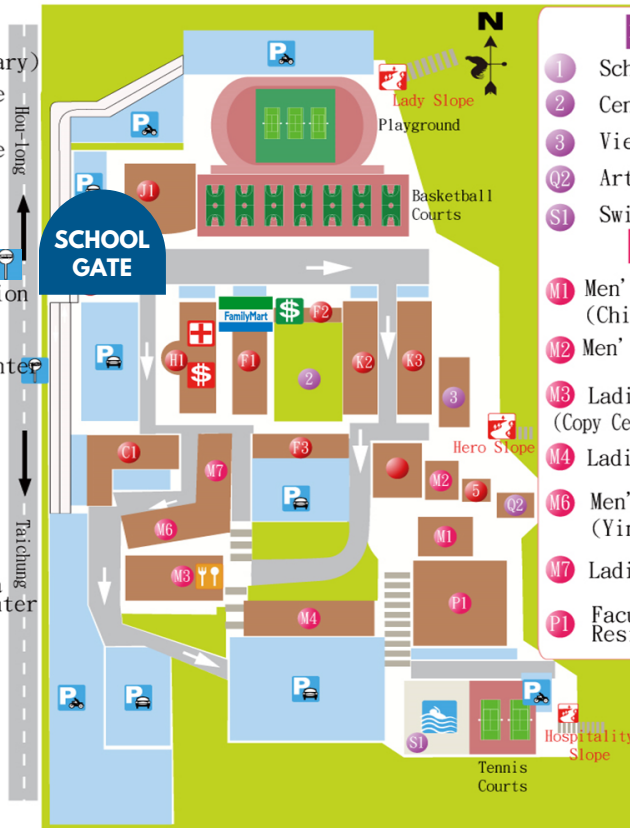 ary)
e
Hou-long
e
ion
nter
Taichung
n
nter
P
P
P
N
Lady Slope
Playground
J1
Basketball
Courts
SCHOOL
GATE
FamilyMart
$
F2
P
H1
$
F1
2
K2
K3
3
Hero Slope
C1
M7
F3
P
M2
5
Q2
M6
M1
M3
M4
P1
P
P
P
P
S1
Hospitality
Slope
Tennis
Courts
1 Sch
2 Cen
3 Vie
Q2 Art
S1 Swi
M1 Men'
(Chi
M2 Men'
M3 Ladi
(Copy Ce
M4 Ladi
M6 Men'
(Yin
M7 Ladi
P1 Facu
Res